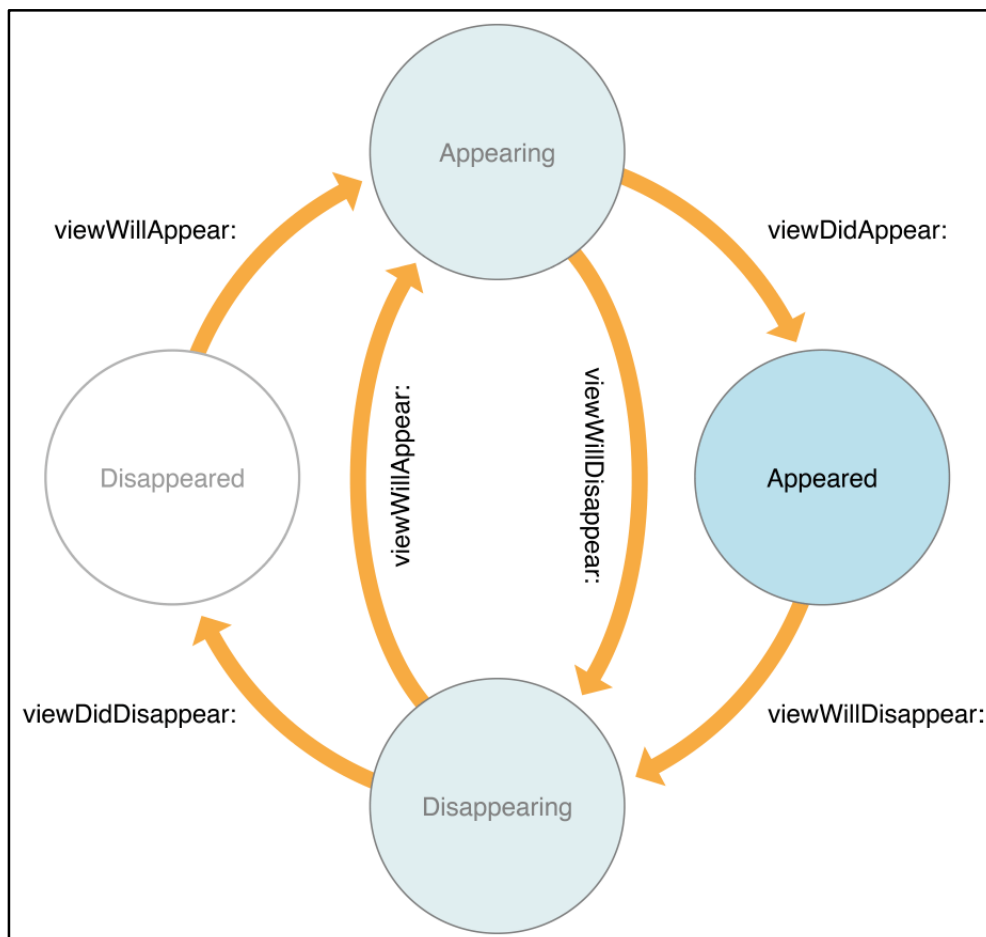 Appearing
viewWillAppear:
viewDidAppear:
viewWillAppear:
viewWillDisappear:
Disappeared
Appeared
viewDidDisappear:
viewWillDisappear:
Disappearing